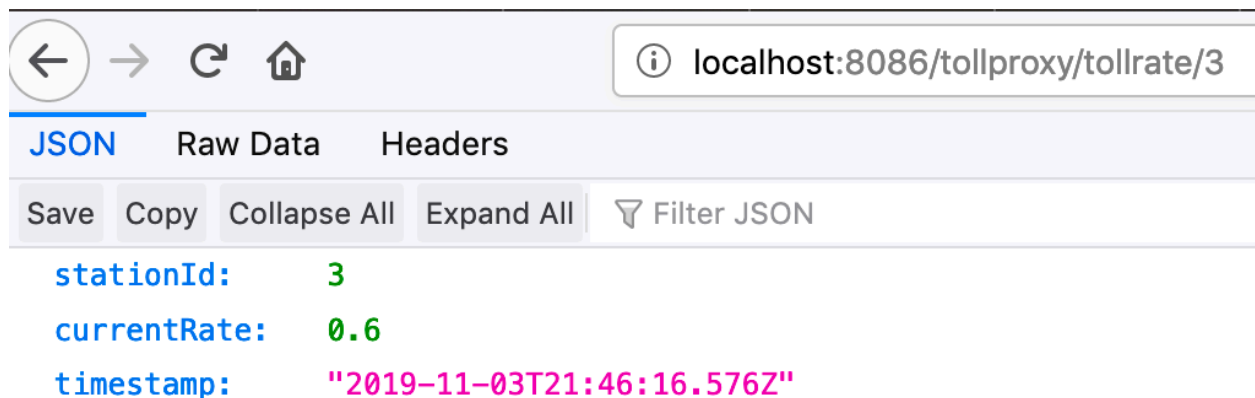 localhost:8086/tollproxy/tollrate/3
JSON Raw Data Headers
Save Copy Collapse All Expand All Filter JSON
stationId: 3
currentRate: 0.6
timestamp: "2019-11-03T21:46:16.576Z"